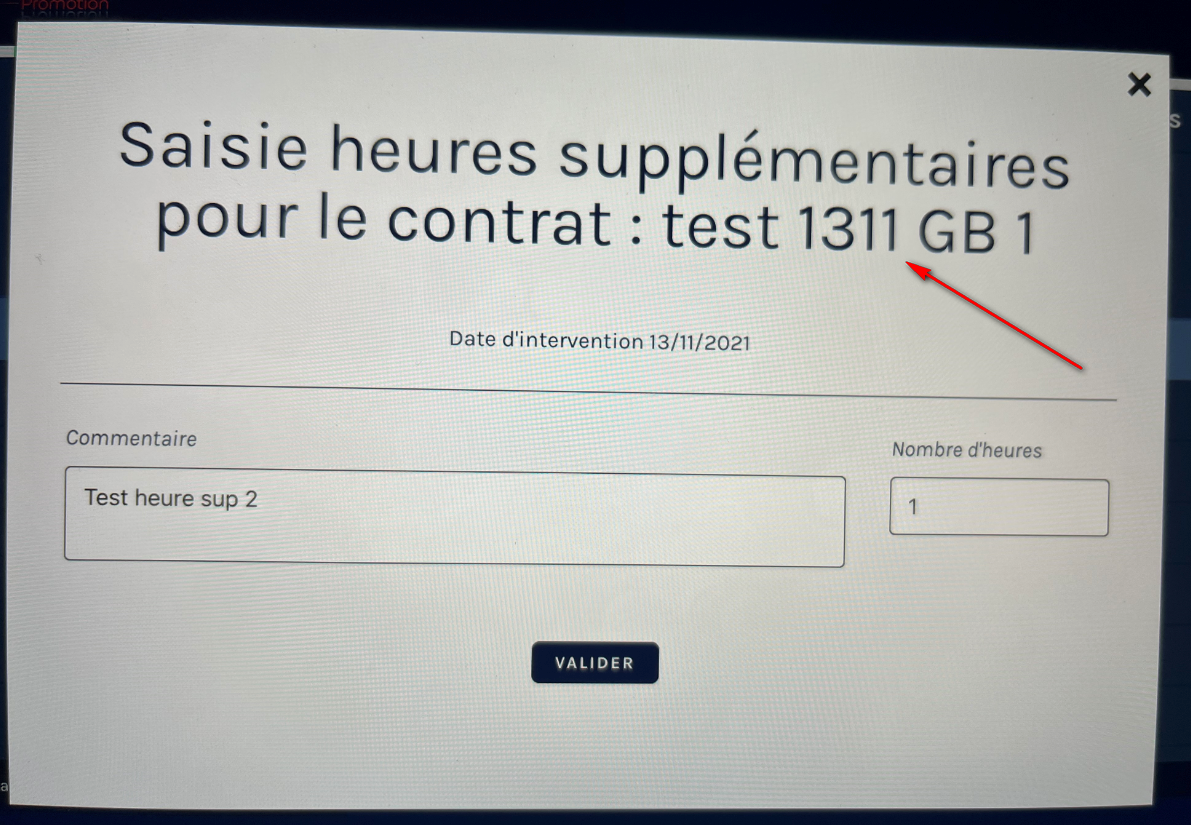 Promotion
Saisie heures supplémentaires
pour le contrat : test 1311 GB 1
Date d'intervention 13/11/2021
Commentaire
Nombre d'heures
Test heure sup 2
1
VALIDER